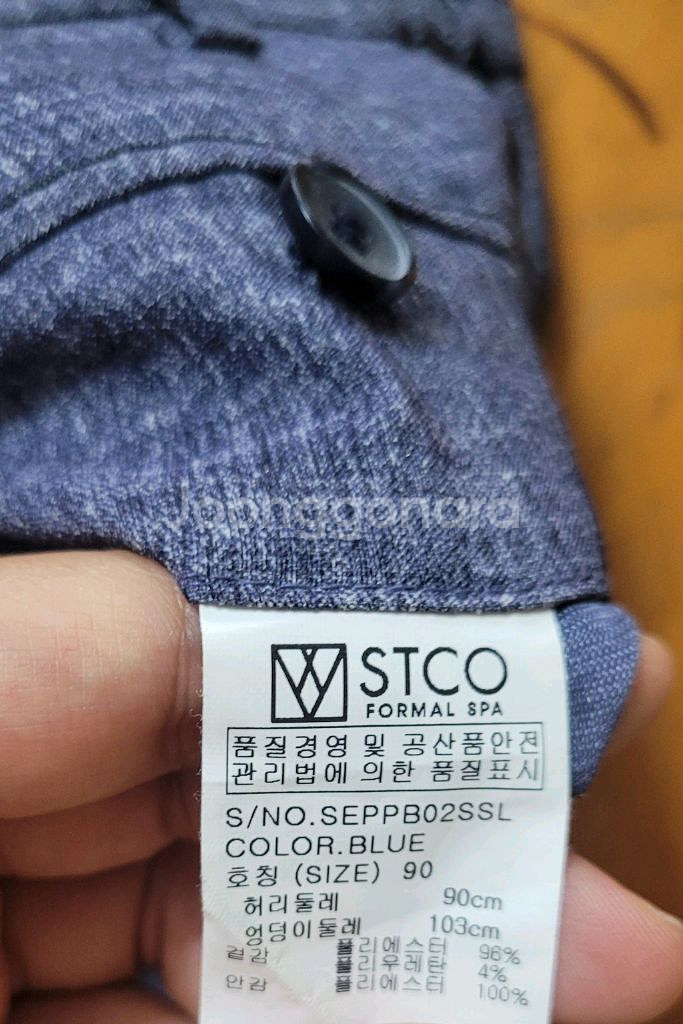 Joonggonara
STCO
FORMAL SPA
품질경영 및 공산품안전
관리법에 의한 품질표시
S/NO.SEPPB02SSL
COLOR.BLUE
호칭 (SIZE) 90
허리둘레 90cm
엉덩이둘레 103cm
겉감 폴리에스터 96%
폴리우레탄 4%
안감 폴리에스터 100%